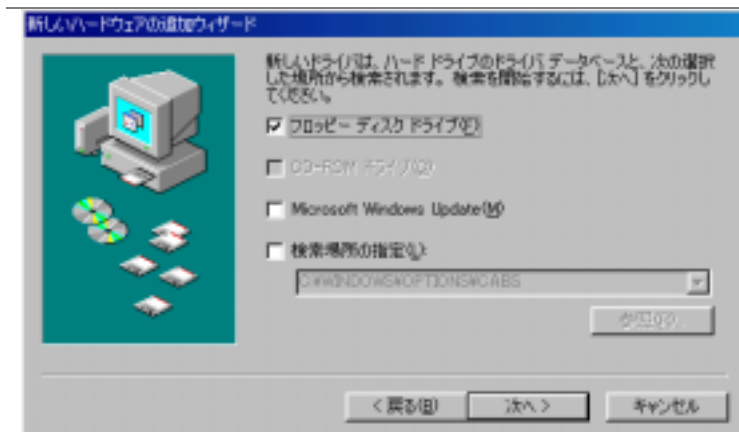 新しいハードウェアの追加ウィザード
新しいドライバは、ハード ドライブのドライバ データベースと、次の選択
した場所から検索されます。検索を開始するには、[次へ] をクリックし
てください。
フロッピー ディスク ドライブ(F)
CD-ROM ドライブ(C)
Microsoft Windows Update(M)
検索場所の指定(L):
C:¥WINDOWS¥OPTIONS¥CABS
参照(R)...
< 戻る(B)
次へ >
キャンセル